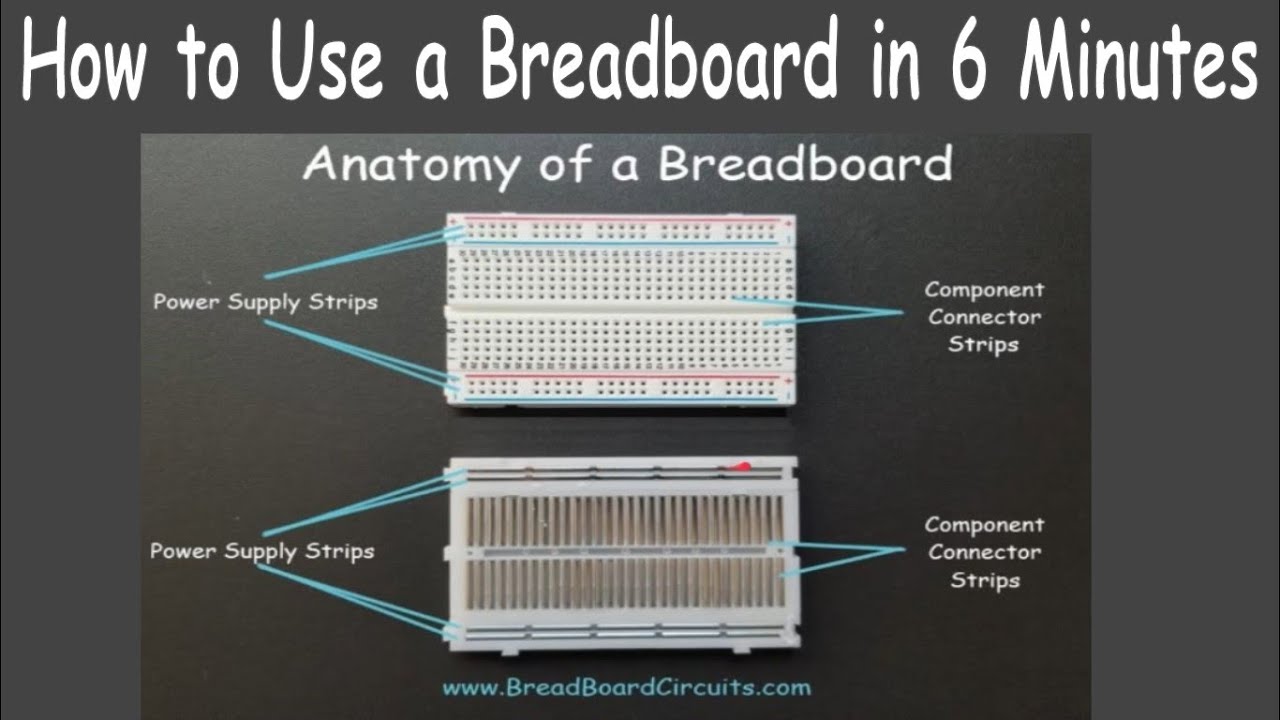 How to Use a Breadboard in 6 Minutes
Anatomy of a Breadboard
Power Supply Strips
Component
Connector
Strips
Power Supply Strips
Component
Connector
Strips
www.BreadBoardCircuits.com